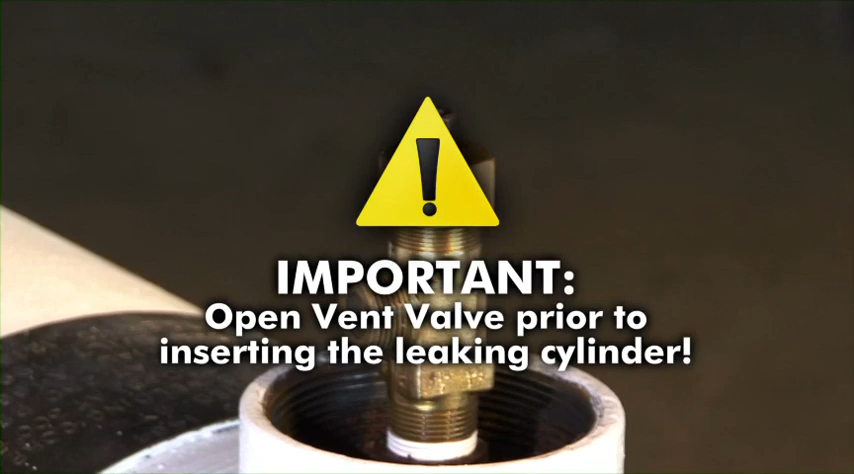 IMPORTANT:
Open Vent Valve prior to
inserting the leaking cylinder!